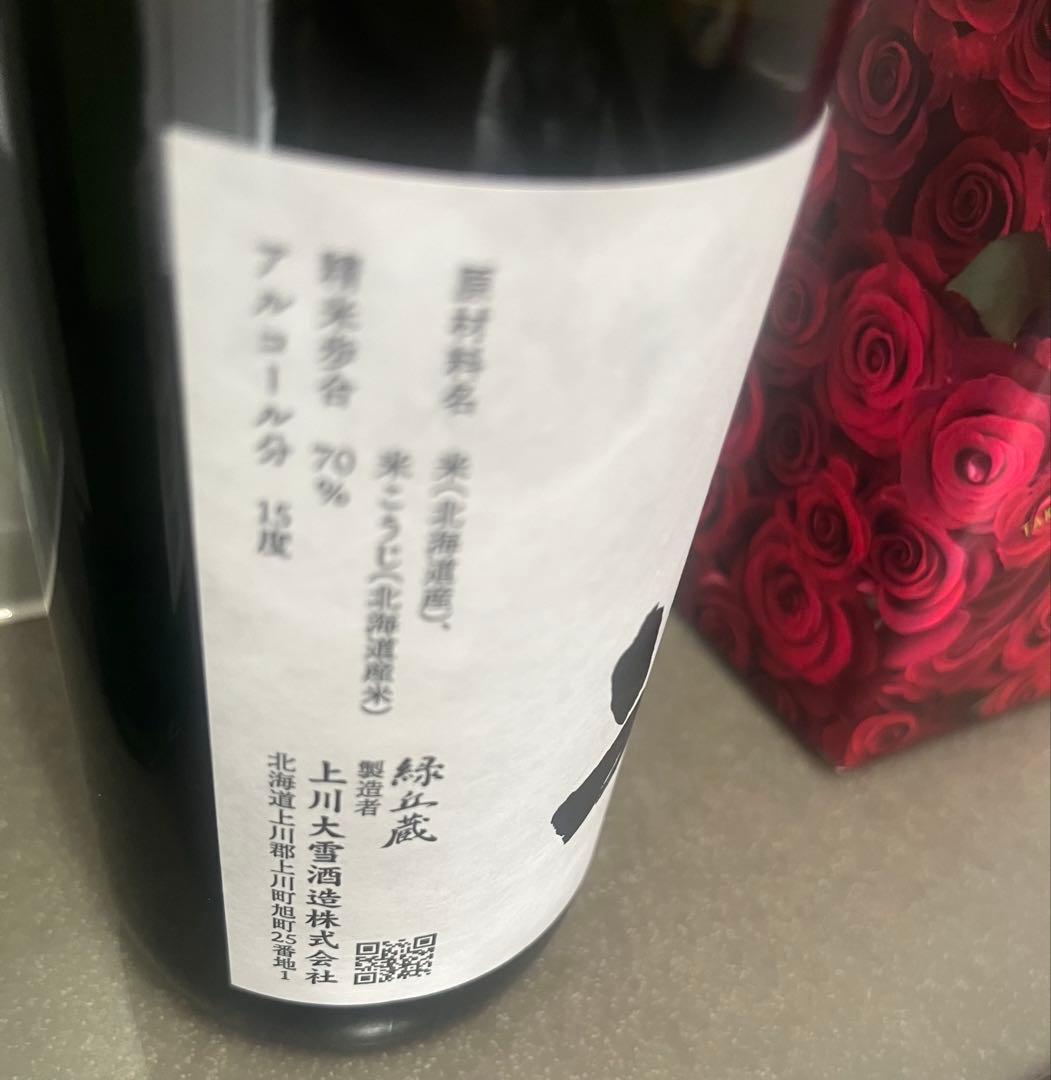 原材料名 米(北海道産)、
米こうじ(北海道産米)
精米歩合 70%
アルコール分 15度
緑丘蔵
製造者
上川大雪酒造株式会社
北海道上川郡上川町旭町25番地1